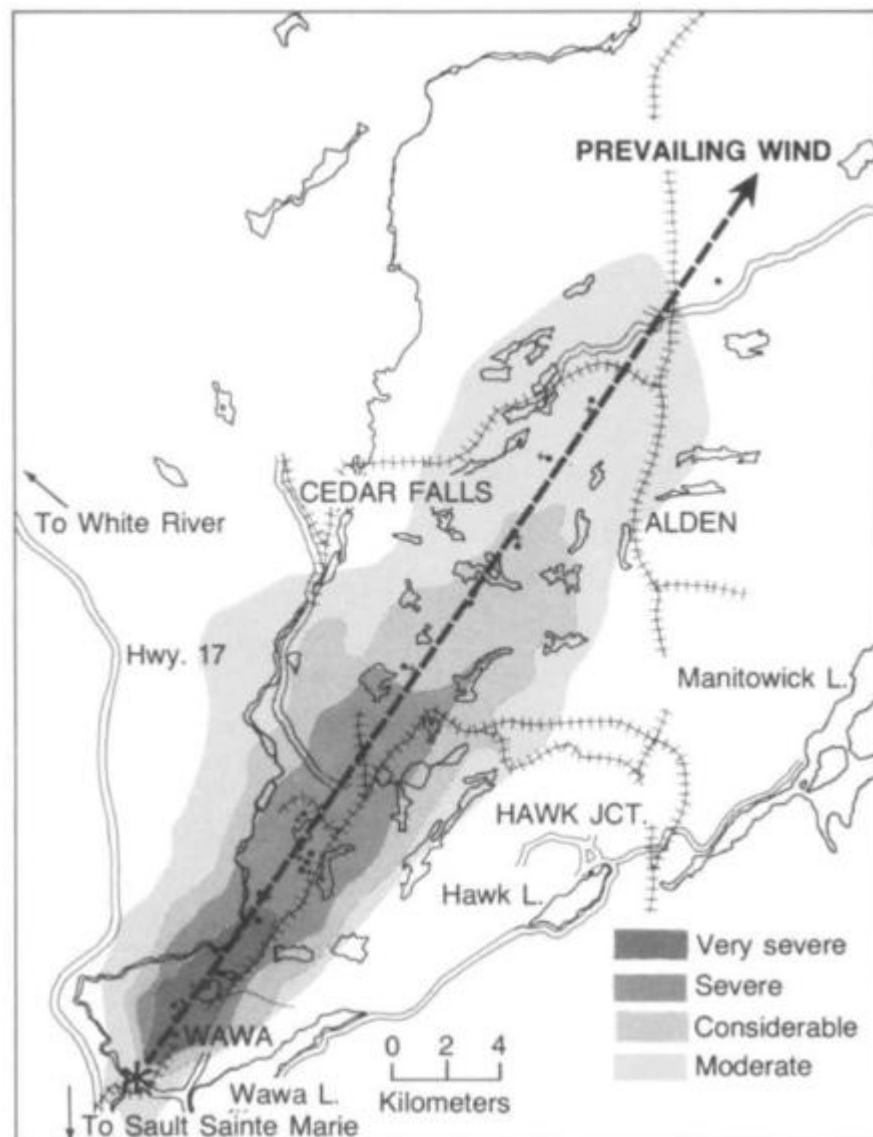 PREVAILING WIND
CEDAR FALLS
To White River
ALDEN
Hwy. 17
Manitowick L.
HAWK JCT.
Hawk L.
Very severe
Severe
Considerable
Moderate
WAWA
0 2 4
Kilometers
Wawa L.
To Sault Sainte Marie